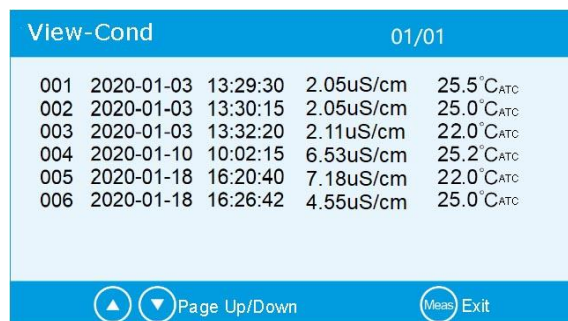 View-Cond 01/01
001 2020-01-03 13:29:30 2.05uS/cm 25.5°CATC
002 2020-01-03 13:30:15 2.05uS/cm 25.0°CATC
003 2020-01-03 13:32:20 2.11uS/cm 22.0°CATC
004 2020-01-10 10:02:15 6.53uS/cm 25.2°CATC
005 2020-01-18 16:20:40 7.18uS/cm 22.0°CATC
006 2020-01-18 16:26:42 4.55uS/cm 25.0°CATC
Page Up/Down Meas Exit